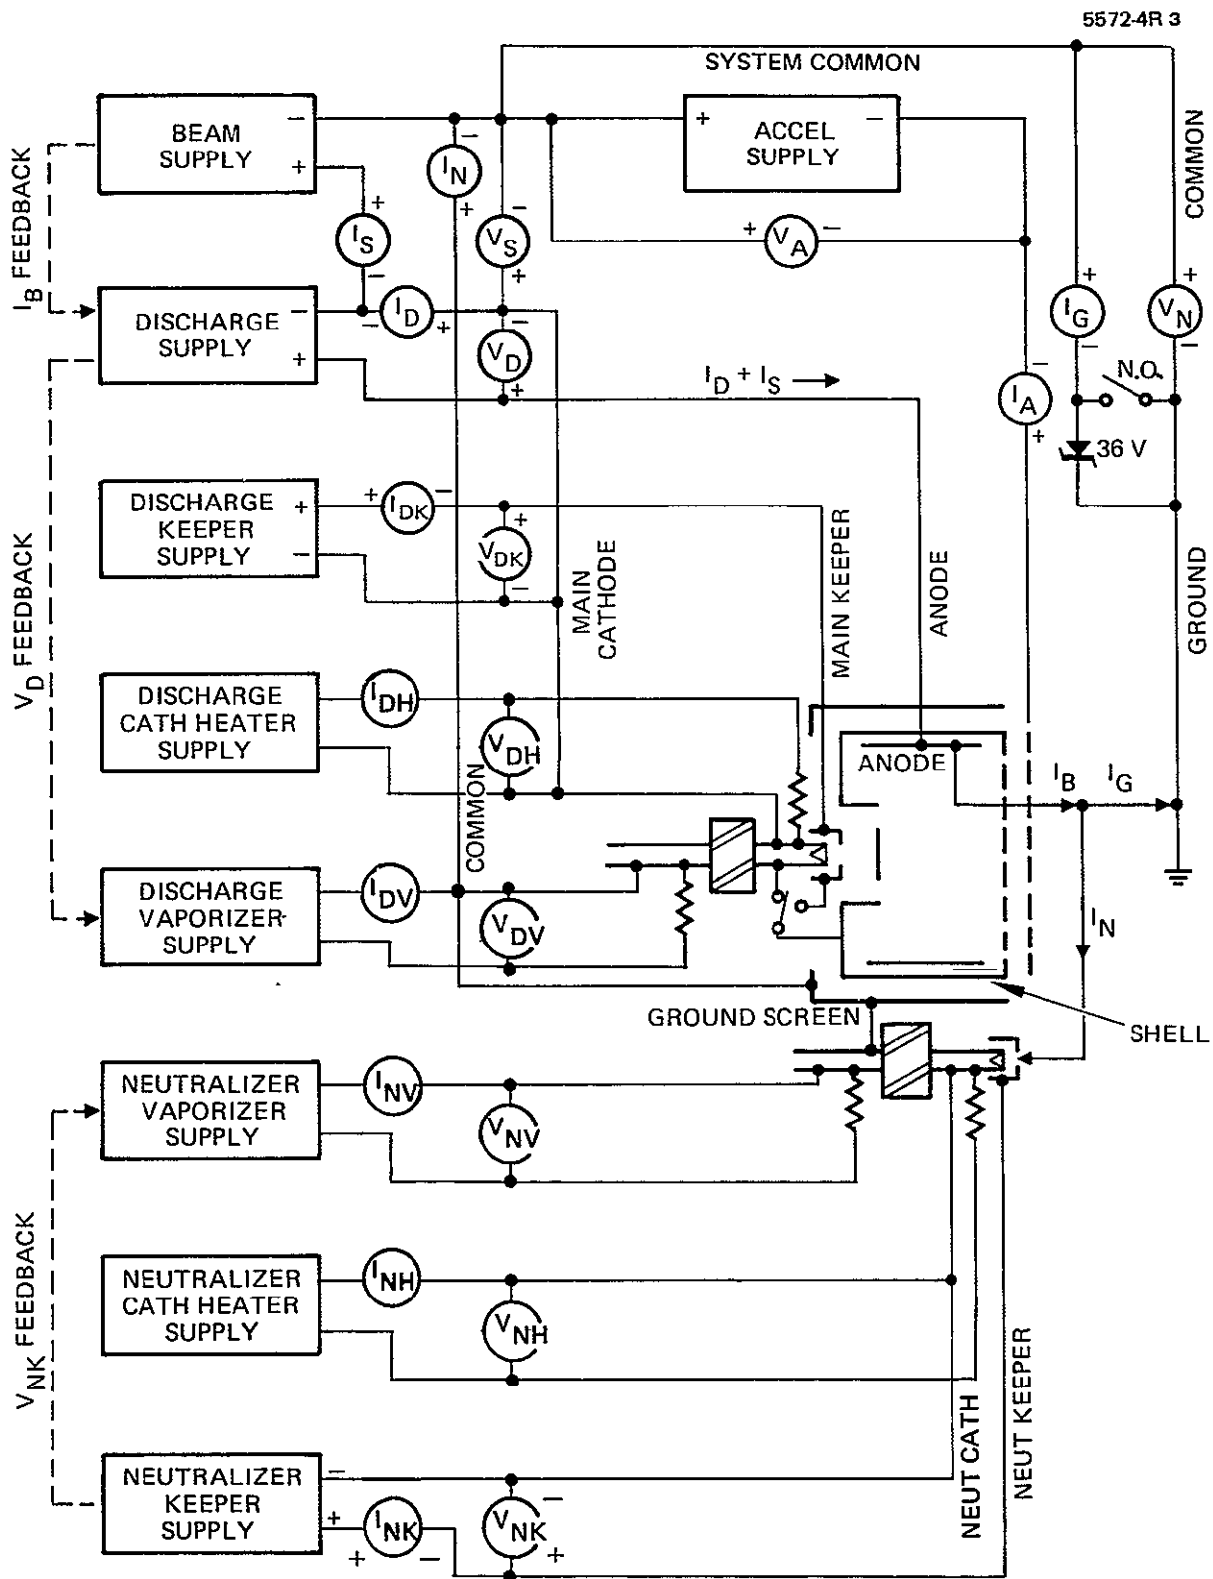 5572-4R 3
SYSTEM COMMON
BEAM
SUPPLY
−
+
I_N
−
+
+
ACCEL
SUPPLY
−
COMMON
I_B FEEDBACK
I_S
+
−
V_S
−
+
+
V_A
−
DISCHARGE
SUPPLY
−
+
−
I_D
+
−
V_D
+
I_D + I_S
+
I_G
−
+
V_N
−
N.O.
−
I_A
+
36 V
DISCHARGE
KEEPER
SUPPLY
+
−
+
I_DK
−
+
V_DK
−
MAIN
CATHODE
MAIN KEEPER
ANODE
GROUND
V_D FEEDBACK
DISCHARGE
CATH HEATER
SUPPLY
I_DH
V_DH
COMMON
ANODE
I_B
I_G
DISCHARGE
VAPORIZER
SUPPLY
I_DV
V_DV
I_N
GROUND SCREEN
SHELL
NEUTRALIZER
VAPORIZER
SUPPLY
I_NV
V_NV
V_NK FEEDBACK
NEUTRALIZER
CATH HEATER
SUPPLY
I_NH
V_NH
NEUT CATH
NEUT KEEPER
NEUTRALIZER
KEEPER
SUPPLY
−
+
+
I_NK
−
−
V_NK
+